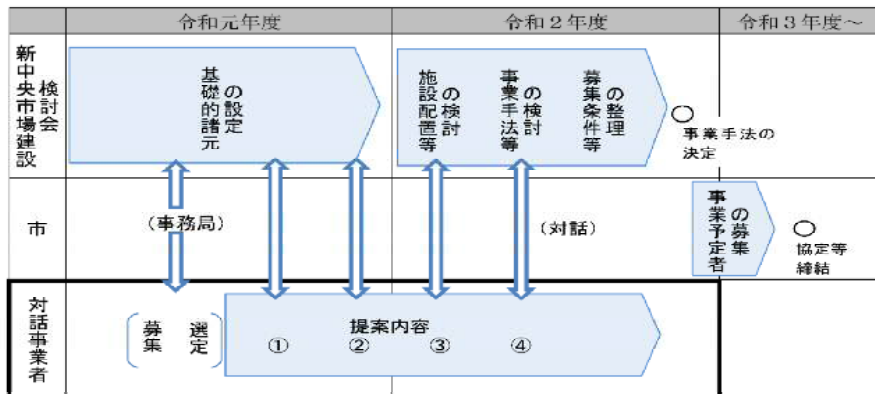 令和元年度
令和２年度
令和３年度～
新中央市場建設
検討会
基礎的諸元
の設定
施設配置等
の検討
事業手法等
の検討
募集条件等
の整理
○
事業手法の
決定
市
（事務局）
（対話）
事業予定者
の募集
○
協定等
締結
対話事業者
募集
選定
提案内容
①
②
③
④